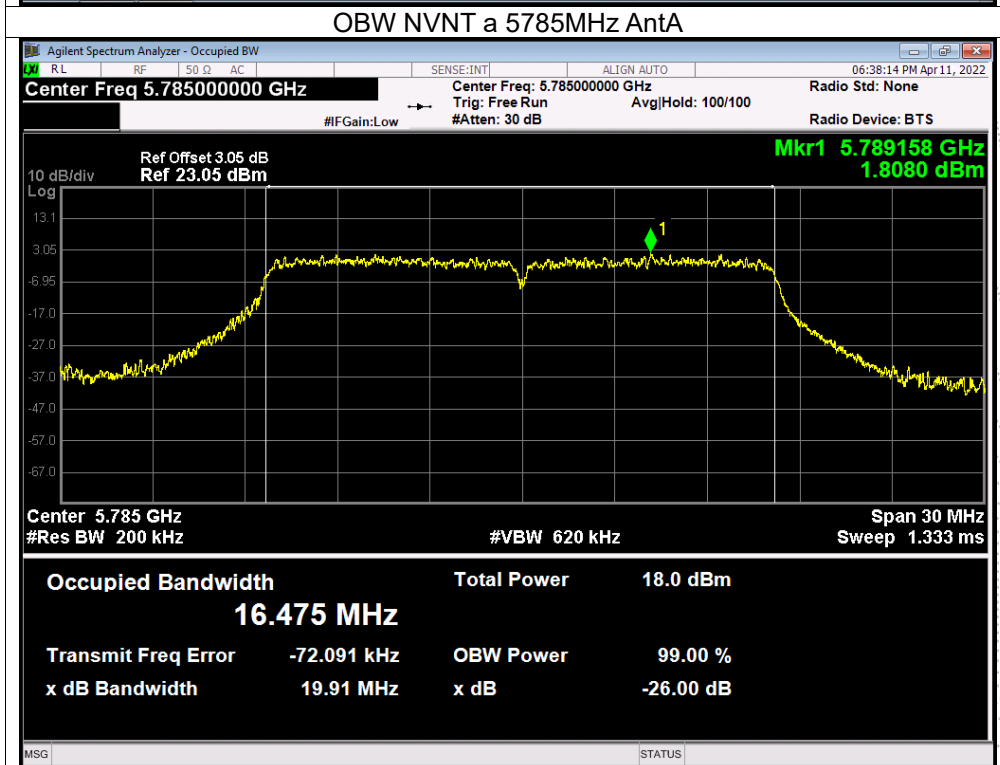 OBW NVNT a 5785MHz AntA
Agilent Spectrum Analyzer - Occupied BW
LXI RL RF 50 Ω AC SENSE:INT ALIGN AUTO 06:38:14 PM Apr 11, 2022
Center Freq 5.785000000 GHz Center Freq: 5.785000000 GHz Radio Std: None
Trig: Free Run Avg|Hold: 100/100
#IFGain:Low #Atten: 30 dB Radio Device: BTS
Ref Offset 3.05 dB Mkr1 5.789158 GHz
10 dB/div Ref 23.05 dBm 1.8080 dBm
Log
13.1
1
3.05
-6.95
-17.0
-27.0
-37.0
-47.0
-57.0
-67.0
Center 5.785 GHz Span 30 MHz
#Res BW 200 kHz #VBW 620 kHz Sweep 1.333 ms
Occupied Bandwidth Total Power 18.0 dBm
16.475 MHz
Transmit Freq Error -72.091 kHz OBW Power 99.00 %
x dB Bandwidth 19.91 MHz x dB -26.00 dB
MSG STATUS